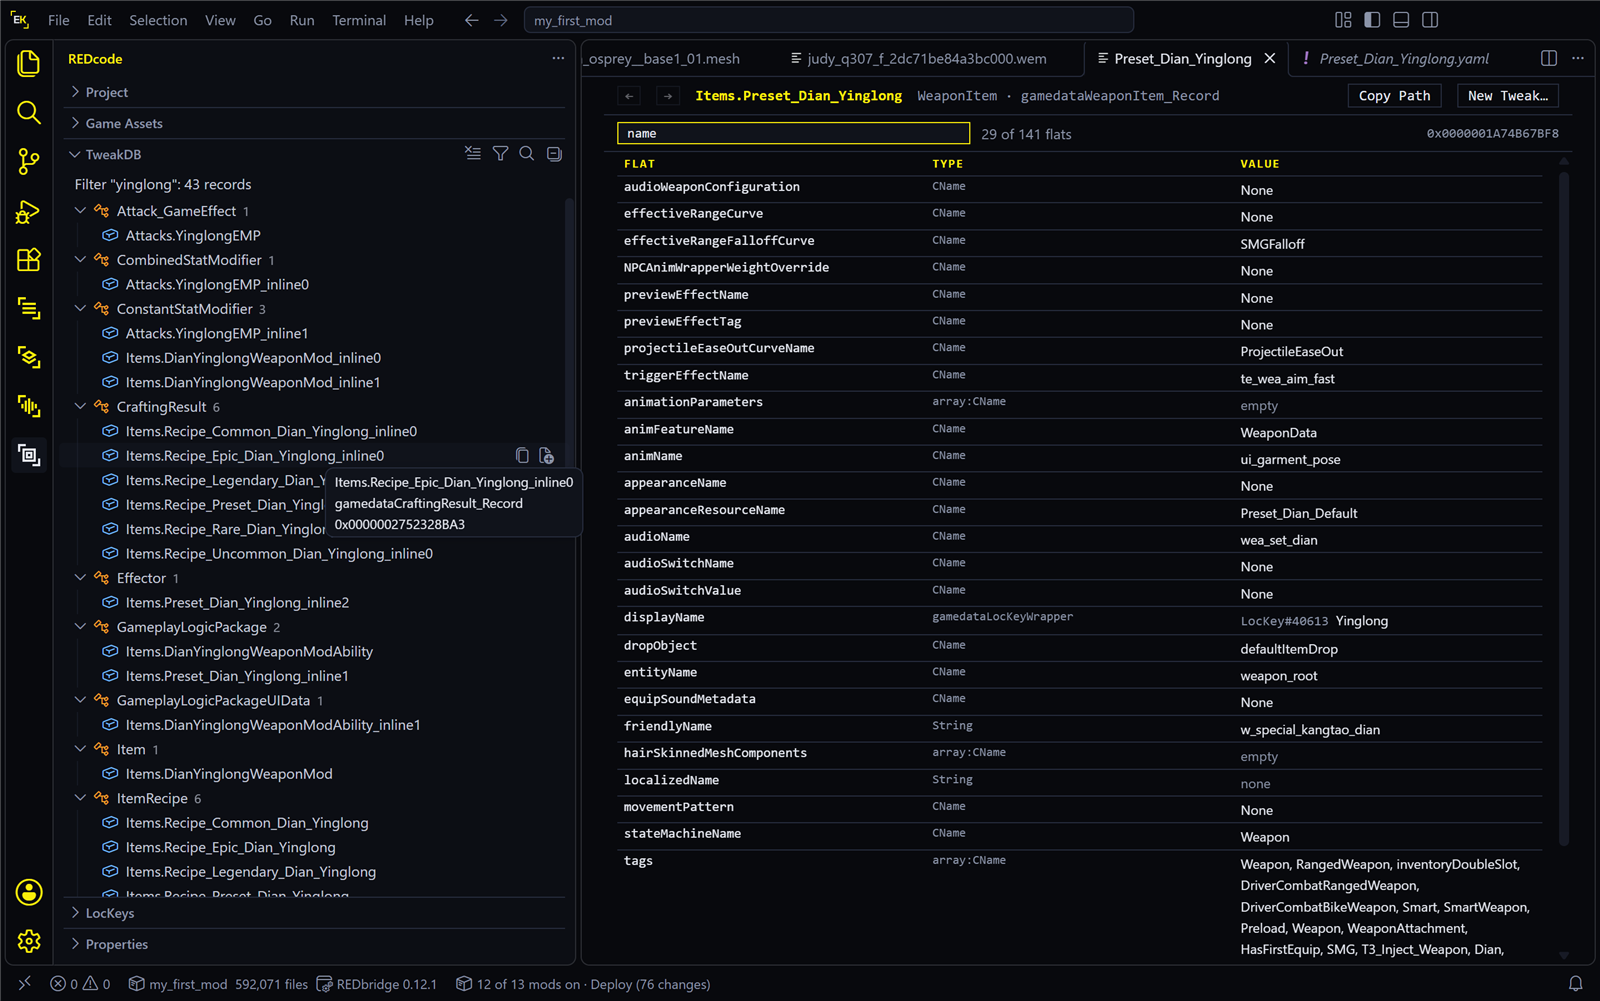 File Edit Selection View Go Run Terminal Help
my_first_mod
REDcode
Project
Game Assets
TweakDB
Filter "yinglong": 43 records
Attack_GameEffect 1
Attacks.YinglongEMP
CombinedStatModifier 1
Attacks.YinglongEMP_inline0
ConstantStatModifier 3
Attacks.YinglongEMP_inline1
Items.DianYinglongWeaponMod_inline0
Items.DianYinglongWeaponMod_inline1
CraftingResult 6
Items.Recipe_Common_Dian_Yinglong_inline0
Items.Recipe_Epic_Dian_Yinglong_inline0
Items.Recipe_Legendary_Dian_Y
Items.Recipe_Preset_Dian_Yingl
Items.Recipe_Rare_Dian_Yinglon
Items.Recipe_Uncommon_Dian_Yinglong_inline0
Items.Recipe_Epic_Dian_Yinglong_inline0
gamedataCraftingResult_Record
0x0000002752328BA3
Effector 1
Items.Preset_Dian_Yinglong_inline2
GameplayLogicPackage 2
Items.DianYinglongWeaponModAbility
Items.Preset_Dian_Yinglong_inline1
GameplayLogicPackageUIData 1
Items.DianYinglongWeaponModAbility_inline1
Item 1
Items.DianYinglongWeaponMod
ItemRecipe 6
Items.Recipe_Common_Dian_Yinglong
Items.Recipe_Epic_Dian_Yinglong
Items.Recipe_Legendary_Dian_Yinglong
Items.Recipe_Preset_Dian_Yinglong
LocKeys
Properties
_osprey__base1_01.mesh judy_q307_f_2dc71be84a3bc000.wem Preset_Dian_Yinglong ! Preset_Dian_Yinglong.yaml
Items.Preset_Dian_Yinglong WeaponItem · gamedataWeaponItem_Record Copy Path New Tweak…
name 29 of 141 flats 0x0000001A74B67BF8
FLAT TYPE VALUE
audioWeaponConfiguration CName None
effectiveRangeCurve CName None
effectiveRangeFalloffCurve CName SMGFalloff
NPCAnimWrapperWeightOverride CName None
previewEffectName CName None
previewEffectTag CName None
projectileEaseOutCurveName CName ProjectileEaseOut
triggerEffectName CName te_wea_aim_fast
animationParameters array:CName empty
animFeatureName CName WeaponData
animName CName ui_garment_pose
appearanceName CName None
appearanceResourceName CName Preset_Dian_Default
audioName CName wea_set_dian
audioSwitchName CName None
audioSwitchValue CName None
displayName gamedataLocKeyWrapper LocKey#40613 Yinglong
dropObject CName defaultItemDrop
entityName CName weapon_root
equipSoundMetadata CName None
friendlyName String w_special_kangtao_dian
hairSkinnedMeshComponents array:CName empty
localizedName String none
movementPattern CName None
stateMachineName CName Weapon
tags array:CName Weapon, RangedWeapon, inventoryDoubleSlot,
DriverCombatRangedWeapon,
DriverCombatBikeWeapon, Smart, SmartWeapon,
Preload, Weapon, WeaponAttachment,
HasFirstEquip, SMG, T3_Inject_Weapon, Dian,
0 0 my_first_mod 592,071 files REDbridge 0.12.1 12 of 13 mods on · Deploy (76 changes)